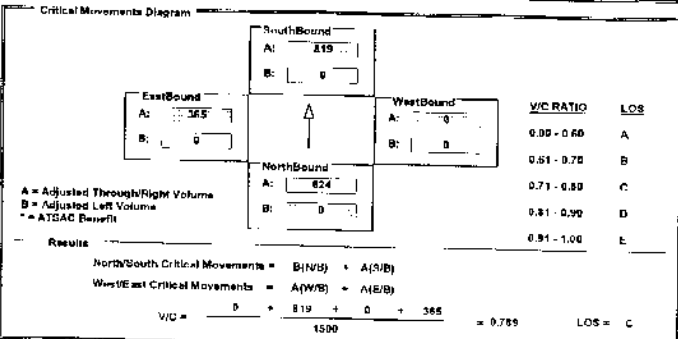 Critical Movements Diagram
SouthBound
A: 819
B: 0
EastBound
A: 365
B: 0
WestBound
A: 0
B: 0
NorthBound
A: 624
B: 0
V/C RATIO LOS
0.00 - 0.60 A
0.61 - 0.70 B
0.71 - 0.80 C
0.81 - 0.90 D
0.91 - 1.00 E
A = Adjusted Through/Right Volume
B = Adjusted Left Volume
* = ATSAC Benefit
Results
North/South Critical Movements = B(N/B) + A(S/B)
West/East Critical Movements = A(W/B) + A(E/B)
V/C = 0 + 819 + 0 + 365
1500
= 0.789 LOS = C